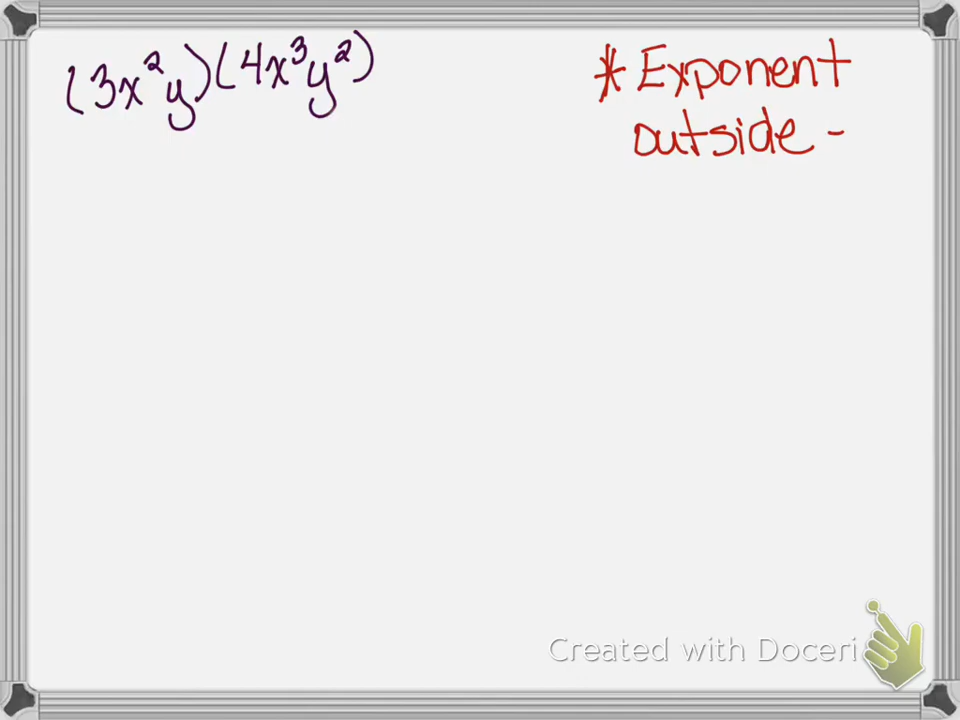 (3x²y)(4x³y²)
* Exponent
outside -
Created with Doceri